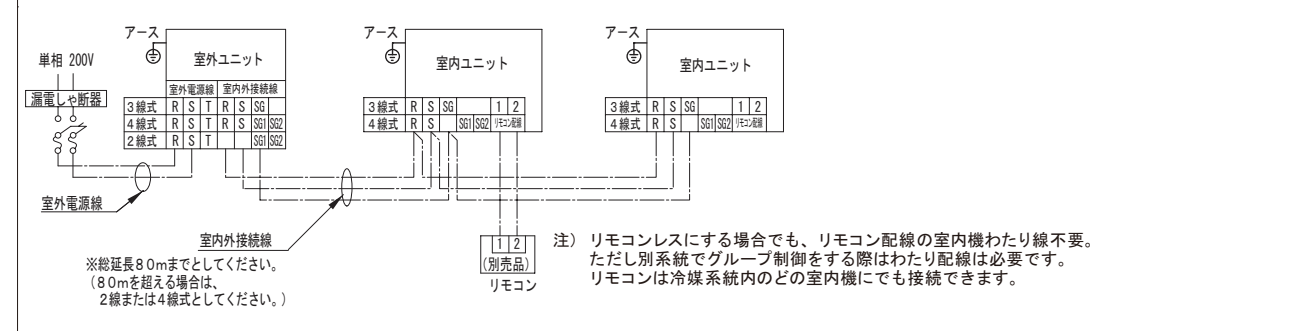 アース
単相 200V
漏電しゃ断器
室外ユニット
室外電源線 室内外接続線
3線式 R S T R S SG
4線式 R S T R S SG1 SG2
2線式 R S T SG1 SG2
室外電源線
アース
室内ユニット
3線式 R S SG 1 2
4線式 R S SG1 SG2 リモコン配線
アース
室内ユニット
3線式 R S SG 1 2
4線式 R S SG1 SG2 リモコン配線
室内外接続線
※総延長80mまでとしてください。
(80mを超える場合は、
2線または4線式としてください。)
1 2
(別売品)
リモコン
注) リモコンレスにする場合でも、リモコン配線の室内機わたり線不要。
ただし別系統でグループ制御をする際はわたり配線は必要です。
リモコンは冷媒系統内のどの室内機にでも接続できます。